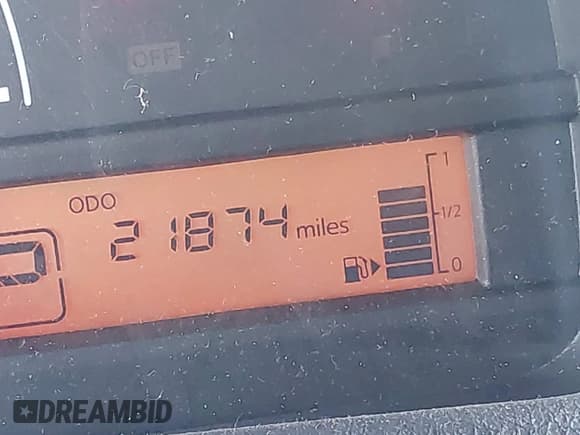 OFF
ODO
21874 miles
1
1/2
0
DREAMBID